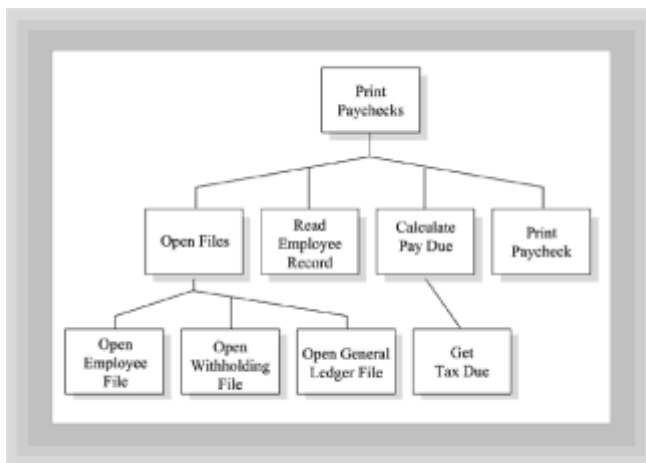 Print
Paychecks
Open Files
Read
Employee
Record
Calculate
Pay Due
Print
Paycheck
Open
Employee
File
Open
Withholding
File
Open General
Ledger File
Get
Tax Due